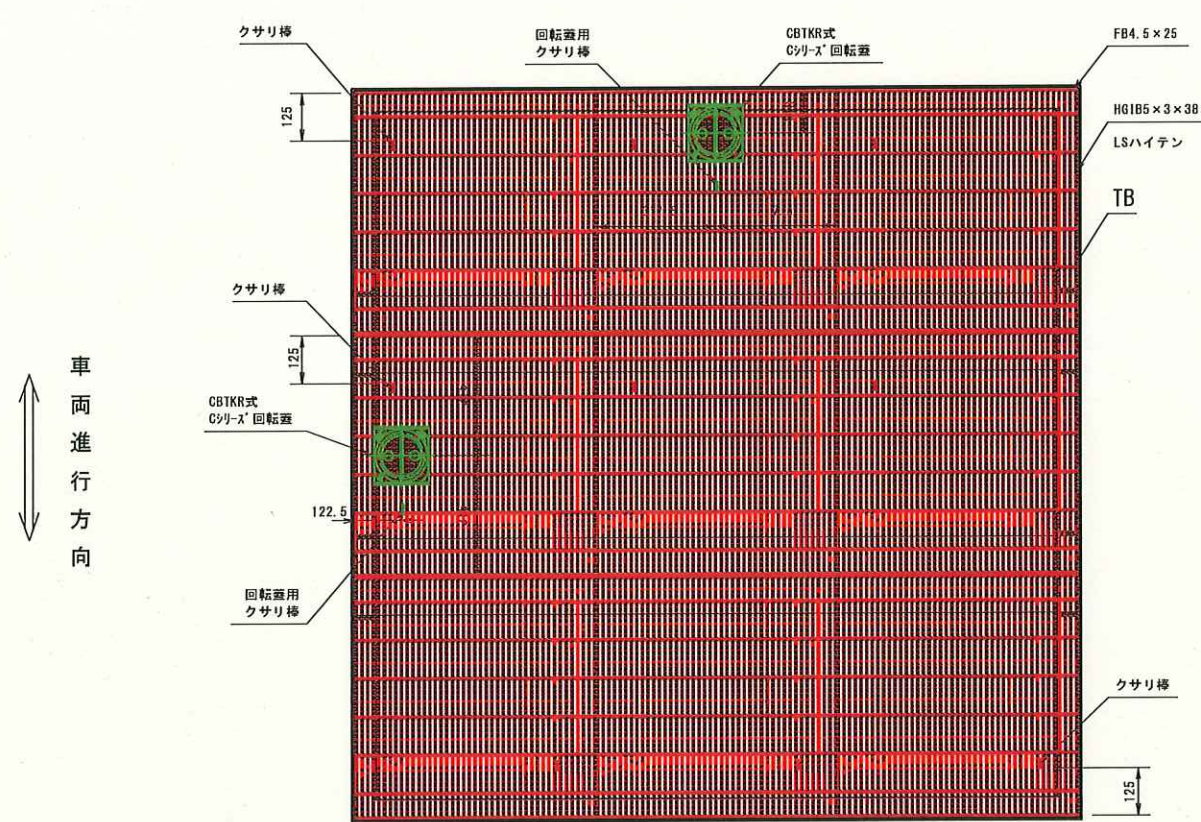 クサリ棒
回転蓋用
クサリ棒
CBTKR式
Cｼﾘｰｽﾞ回転蓋
FB4.5×25
HGIB5×3×38
LSハイテン
TB
125
クサリ棒
125
車両進行方向
CBTKR式
Cｼﾘｰｽﾞ回転蓋
122.5
回転蓋用
クサリ棒
クサリ棒
125